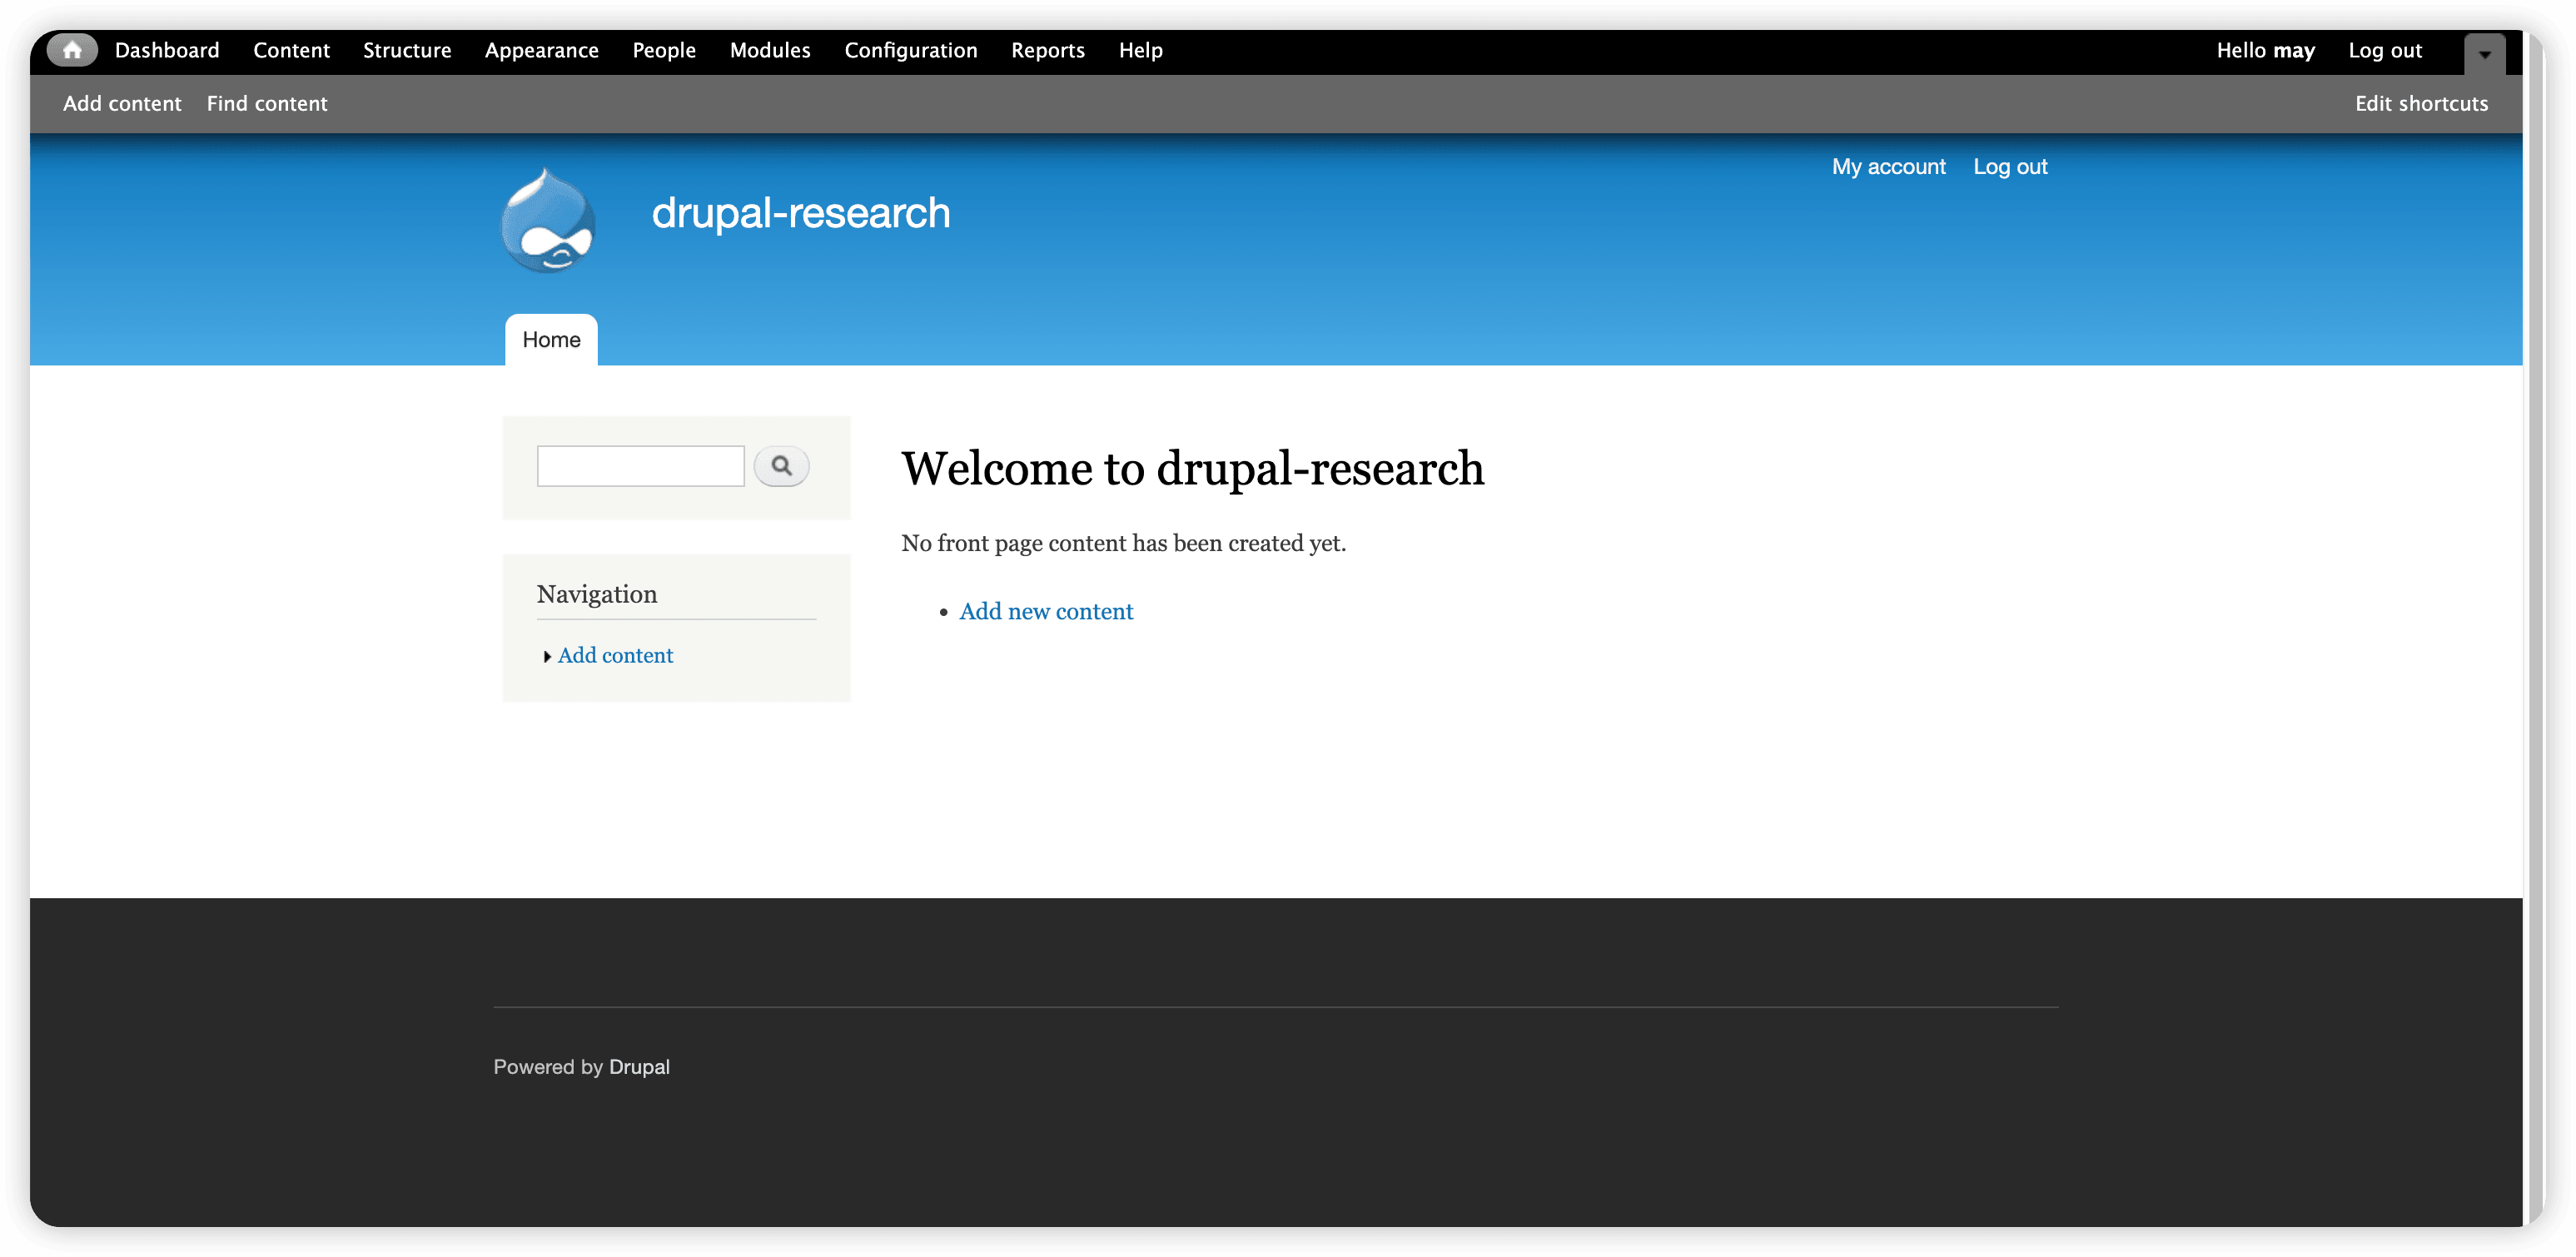 Dashboard Content Structure Appearance People Modules Configuration Reports Help Hello may Log out
Add content Find content Edit shortcuts
My account Log out
drupal-research
Home
Welcome to drupal-research
No front page content has been created yet.
Add new content
Navigation
Add content
Powered by Drupal